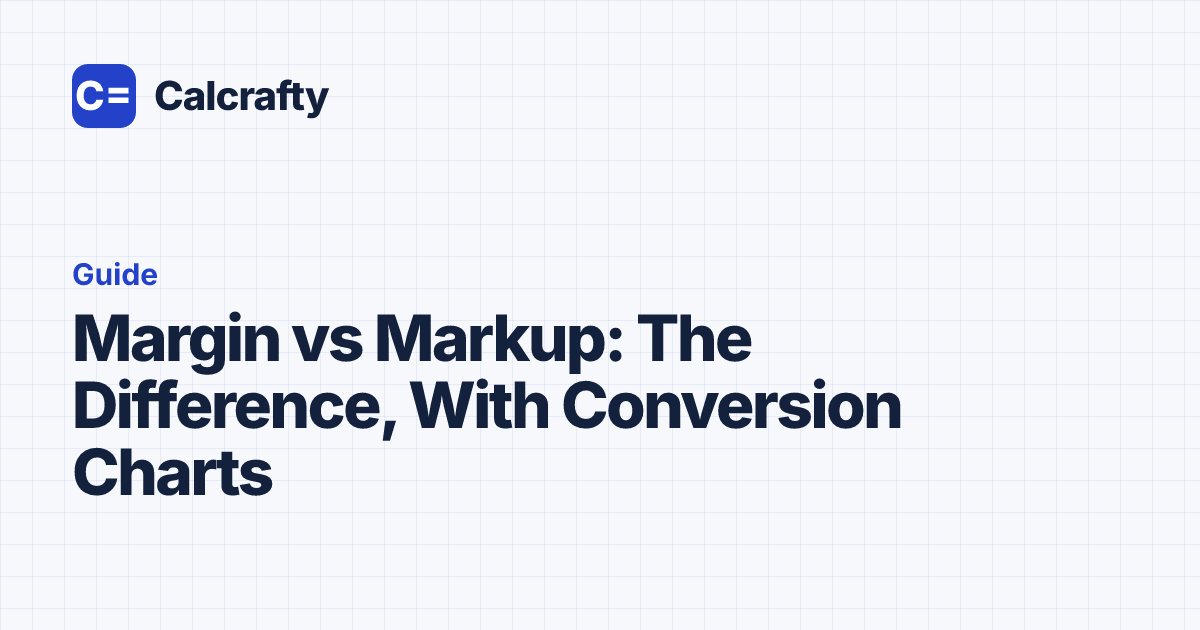 C=
Calcrafty
Guide
Margin vs Markup: The
Difference, With Conversion
Charts